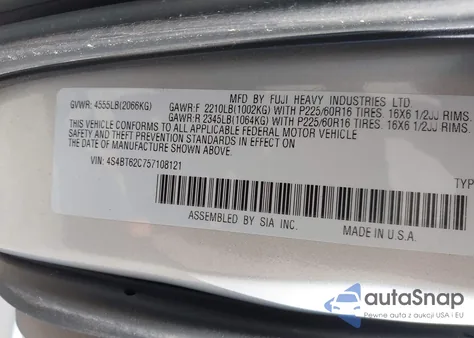 MFD BY FUJI HEAVY INDUSTRIES LTD
GVWR: 4555LB(2066KG) GAWR:F 2210LB(1002KG) WITH P225/60R16 TIRES. 16X6 1/2JJ RIMS.
GAWR:R 2345LB(1064KG) WITH P225/60R16 TIRES. 16X6 1/2JJ RIMS.
THIS VEHICLE CONFORMS TO ALL APPLICABLE FEDERAL MOTOR VEHICLE
SAFETY AND THEFT PREVENTION STANDARDS IN EFFECT ON
THE DATE OF MANUFACTURE SHOWN ABOVE.
VIN: 4S4BT62C757108121
TYP
ASSEMBLED BY SIA INC.
MADE IN U.S.A.
autoSnap
Pewne auta z aukcji USA i EU